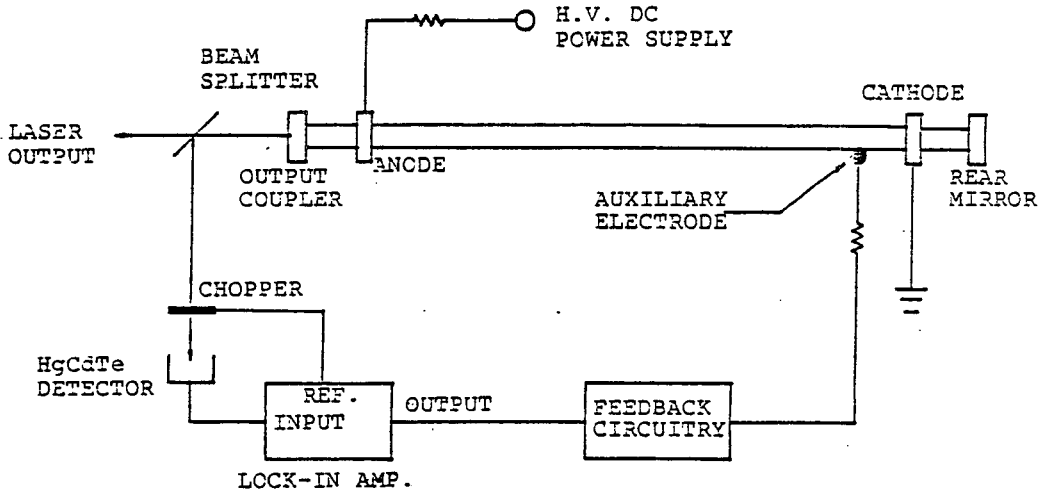 H.V. DC
POWER SUPPLY
BEAM
SPLITTER
CATHODE
LASER
OUTPUT
ANODE
OUTPUT
COUPLER
REAR
MIRROR
AUXILIARY
ELECTRODE
CHOPPER
HgCdTe
DETECTOR
REF.
INPUT
OUTPUT
FEEDBACK
CIRCUITRY
LOCK-IN AMP.